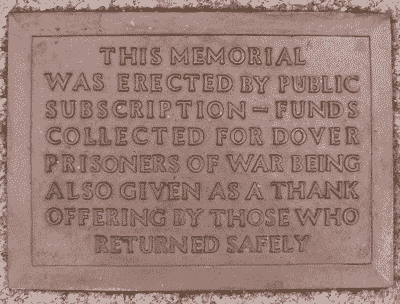 THIS MEMORIAL
WAS ERECTED BY PUBLIC
SUBSCRIPTION – FUNDS
COLLECTED FOR DOVER
PRISONERS OF WAR BEING
ALSO GIVEN AS A THANK
OFFERING BY THOSE WHO
RETURNED SAFELY